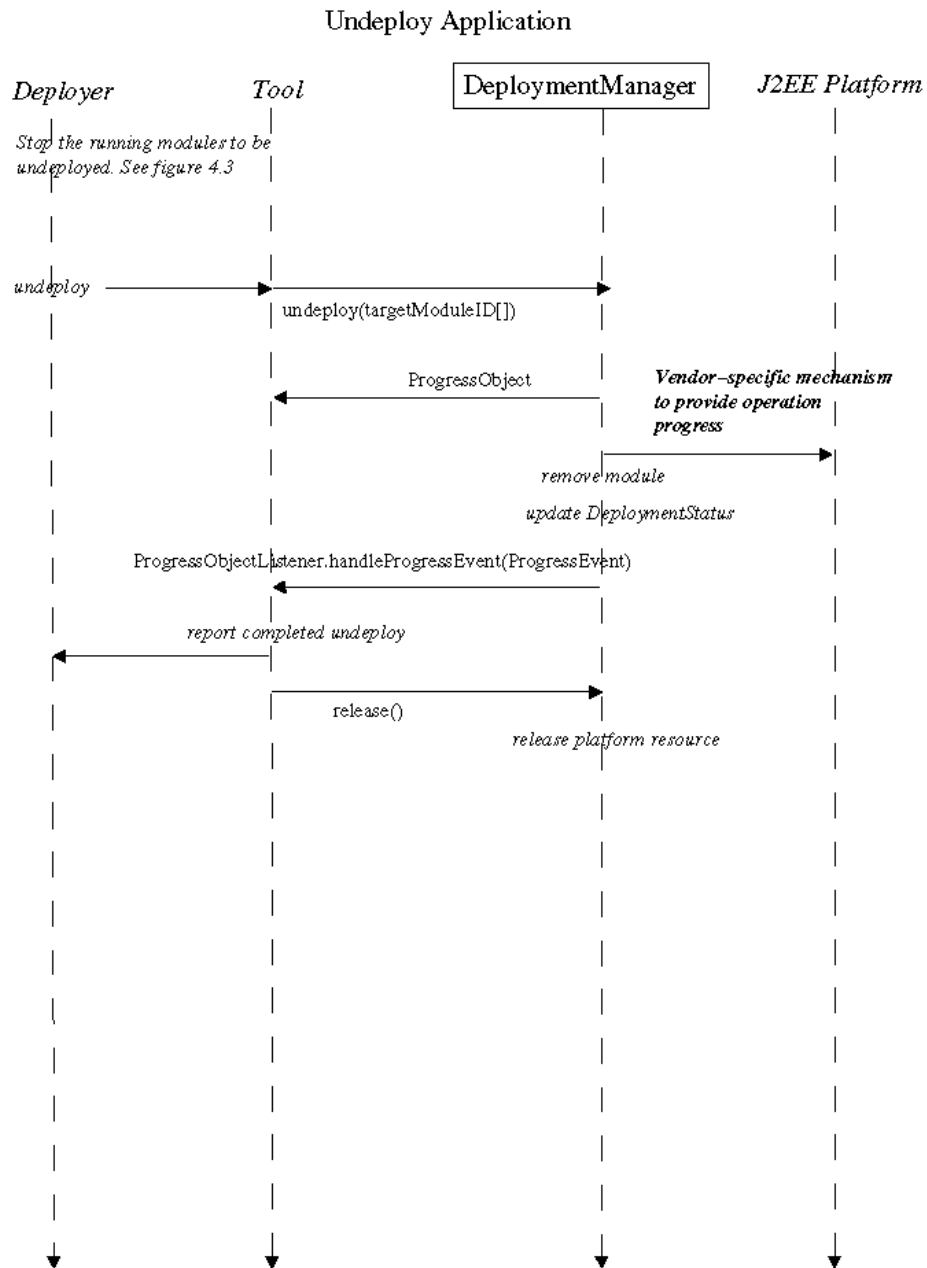 Undeploy Application
Deployer
Tool
DeploymentManager
J2EE Platform
Stop the running modules to be
undeployed. See figure 4.3
undeploy
undeploy(targetModuleID[])
ProgressObject
Vendor–specific mechanism
to provide operation
progress
remove module
update DeploymentStatus
ProgressObjectListener.handleProgressEvent(ProgressEvent)
report completed undeploy
release()
release platform resource